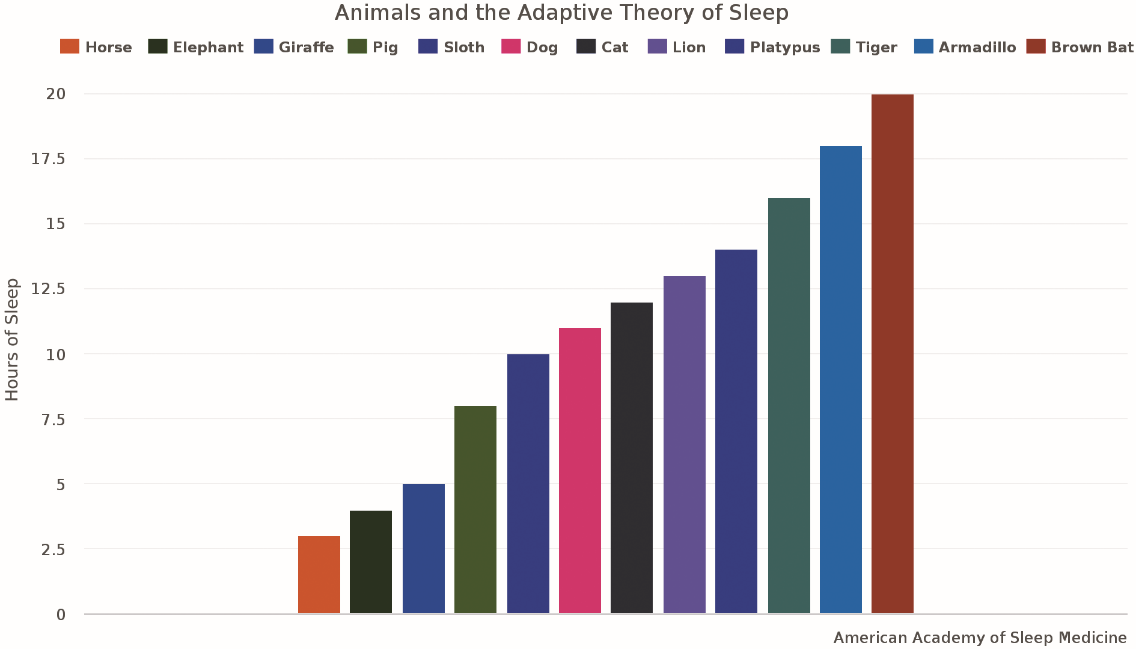 Animals and the Adaptive Theory of Sleep
Horse Elephant Giraffe Pig Sloth Dog Cat Lion Platypus Tiger Armadillo Brown Bat
20
17.5
15
12.5
10
7.5
5
2.5
0
Hours of Sleep
American Academy of Sleep Medicine